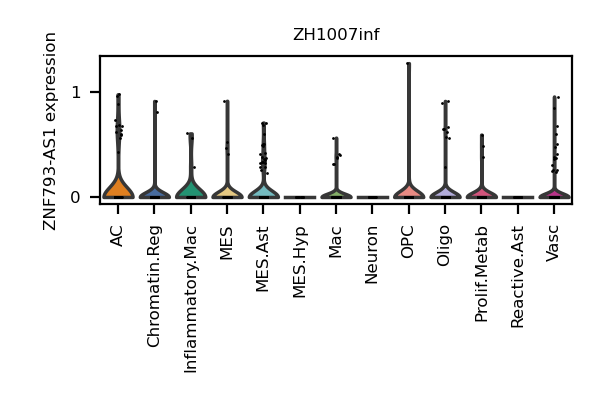 ZH1007inf
ZNF793-AS1 expression
1
0
AC
Chromatin.Reg
Inflammatory.Mac
MES
MES.Ast
MES.Hyp
Mac
Neuron
OPC
Oligo
Prolif.Metab
Reactive.Ast
Vasc